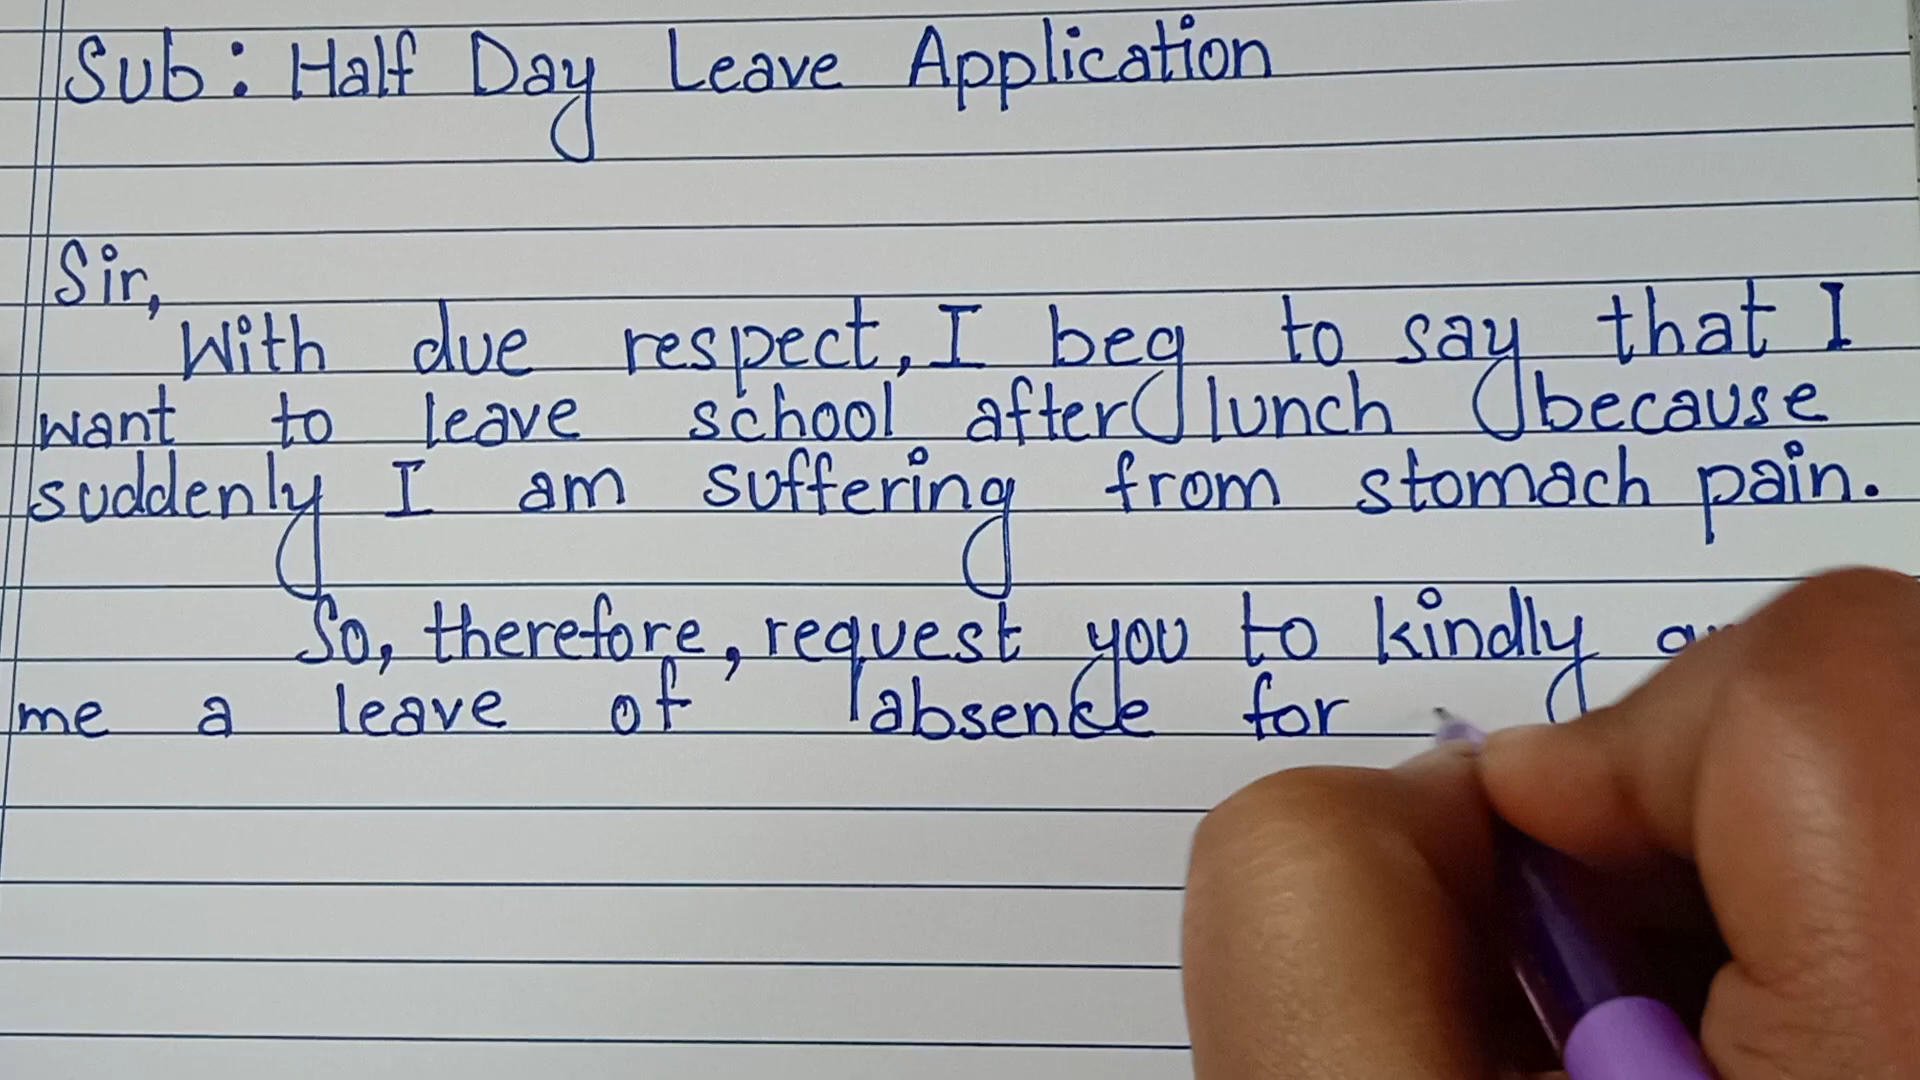 Sub: Half Day Leave Application
Sir,
With due respect, I beg to say that I
want to leave school after lunch because
suddenly I am suffering from stomach pain.
So, therefore, request you to kindly
me a leave of absence for